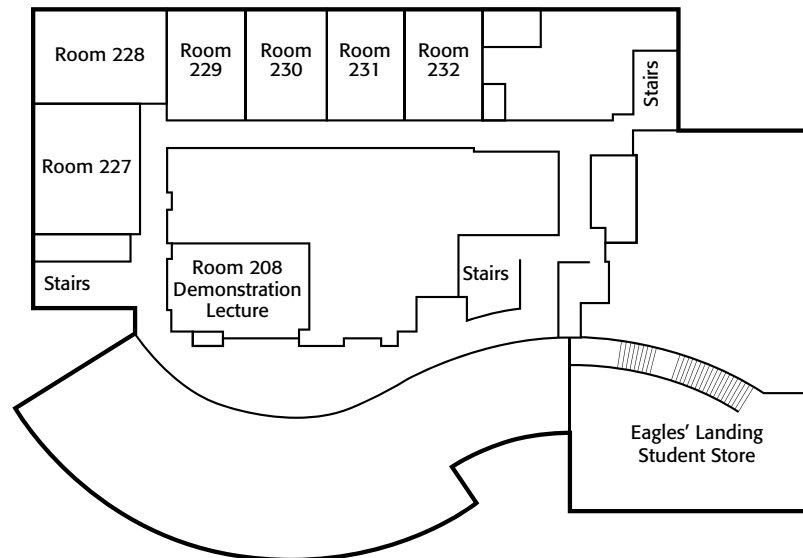 Room 228
Room
229
Room
230
Room
231
Room
232
Stairs
Room 227
Stairs
Room 208
Demonstration
Lecture
Stairs
Eagles’ Landing
Student Store